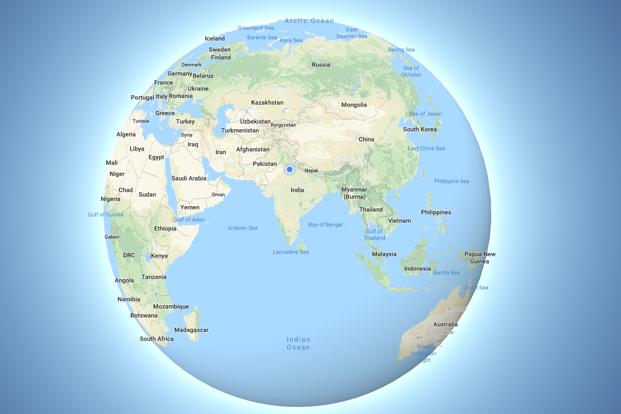 Arctic Ocean
Greenland Sea
East
Siberian Sea
Iceland
Barents Sea
Kara Sea
Sweden
Finland
Bering Sea
Denmark
Russia
Sea of
Okhotsk
Germany
Belarus
France
Ukraine
Portugal
Italy
Romania
Kazakhstan
Mongolia
Greece
Sea of Japan
Tunisia
Turkey
Uzbekistan
Kyrgyzstan
Turkmenistan
South Korea
Algeria
Syria
China
Iraq
Libya
Iran
Afghanistan
East China Sea
Egypt
Mali
Pakistan
Nepal
Niger
Saudi Arabia
Philippine Sea
Chad
Sudan
Oman
India
Myanmar
(Burma)
Nigeria
Yemen
Thailand
Philippines
Gulf of Guinea
Gulf of Aden
Vietnam
Ethiopia
Arabian Sea
Bay of Bengal
Gulf of
Thailand
Gabon
Laccadive Sea
DRC
Kenya
Malaysia
Papua New
Guinea
Indonesia
Banda Sea
Tanzania
Angola
Namibia
Mozambique
Botswana
Madagascar
Australia
South Africa
Indian
Ocean